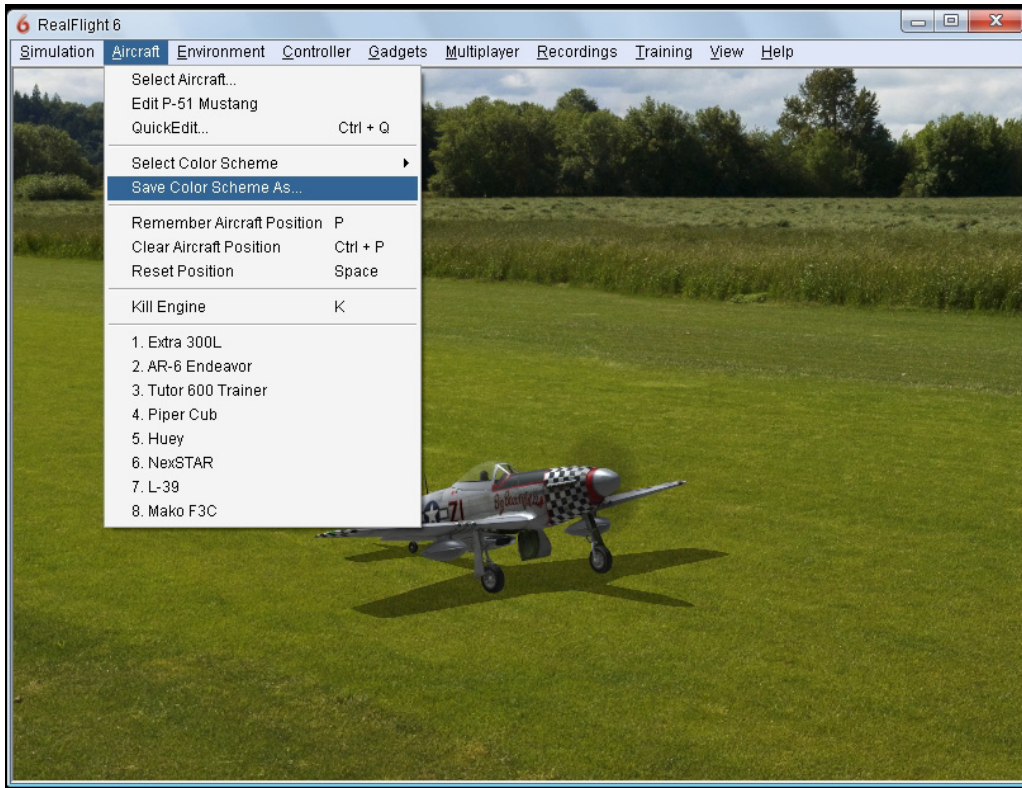 6 RealFlight 6
Simulation Aircraft Environment Controller Gadgets Multiplayer Recordings Training View Help
Select Aircraft...
Edit P-51 Mustang
QuickEdit... Ctrl + Q
Select Color Scheme
Save Color Scheme As...
Remember Aircraft Position P
Clear Aircraft Position Ctrl + P
Reset Position Space
Kill Engine K
1. Extra 300L
2. AR-6 Endeavor
3. Tutor 600 Trainer
4. Piper Cub
5. Huey
6. NexSTAR
7. L-39
8. Mako F3C
71